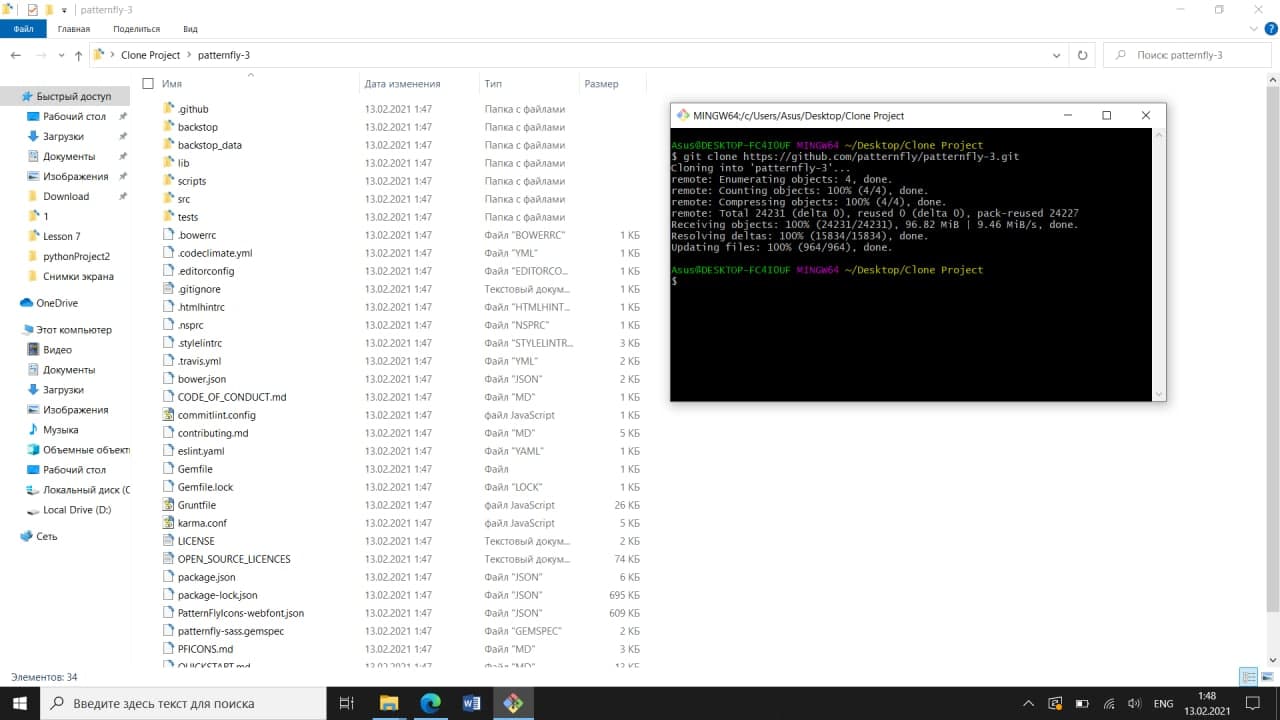 patternfly-3
Файл Главная Поделиться Вид
Clone Project patternfly-3
Поиск: patternfly-3
Имя Дата изменения Тип Размер
Быстрый доступ
Рабочий стол
Загрузки
Документы
Изображения
Download
1
Lesson 7
pythonProject2
Снимки экрана
OneDrive
Этот компьютер
Видео
Документы
Загрузки
Изображения
Музыка
Объемные объект
Рабочий стол
Локальный диск (C
Local Drive (D:)
Сеть
.github 13.02.2021 1:47 Папка с файлами
backstop 13.02.2021 1:47 Папка с файлами
backstop_data 13.02.2021 1:47 Папка с файлами
lib 13.02.2021 1:47 Папка с файлами
scripts 13.02.2021 1:47 Папка с файлами
src 13.02.2021 1:47 Папка с файлами
tests 13.02.2021 1:47 Папка с файлами
.bowerrc 13.02.2021 1:47 Файл "BOWERRC" 1 КБ
.codeclimate.yml 13.02.2021 1:47 Файл "YML" 1 КБ
.editorconfig 13.02.2021 1:47 Файл "EDITORCO... 1 КБ
.gitignore 13.02.2021 1:47 Текстовый докум... 1 КБ
.htmlhintrc 13.02.2021 1:47 Файл "HTMLHINT... 1 КБ
.nsprc 13.02.2021 1:47 Файл "NSPRC" 1 КБ
.stylelintrc 13.02.2021 1:47 Файл "STYLELINTR... 3 КБ
.travis.yml 13.02.2021 1:47 Файл "YML" 2 КБ
bower.json 13.02.2021 1:47 Файл "JSON" 2 КБ
CODE_OF_CONDUCT.md 13.02.2021 1:47 Файл "MD" 1 КБ
commitlint.config 13.02.2021 1:47 файл JavaScript 1 КБ
contributing.md 13.02.2021 1:47 Файл "MD" 5 КБ
eslint.yaml 13.02.2021 1:47 Файл "YAML" 1 КБ
Gemfile 13.02.2021 1:47 Файл 1 КБ
Gemfile.lock 13.02.2021 1:47 Файл "LOCK" 1 КБ
Gruntfile 13.02.2021 1:47 файл JavaScript 26 КБ
karma.conf 13.02.2021 1:47 файл JavaScript 5 КБ
LICENSE 13.02.2021 1:47 Текстовый докум... 2 КБ
OPEN_SOURCE_LICENCES 13.02.2021 1:47 Текстовый докум... 74 КБ
package.json 13.02.2021 1:47 Файл "JSON" 6 КБ
package-lock.json 13.02.2021 1:47 Файл "JSON" 695 КБ
PatternFlyIcons-webfont.json 13.02.2021 1:47 Файл "JSON" 609 КБ
patternfly-sass.gemspec 13.02.2021 1:47 Файл "GEMSPEC" 2 КБ
PFICONS.md 13.02.2021 1:47 Файл "MD" 3 КБ
QUICKSTART.md 13.02.2021 1:47 Файл "MD" 13 КБ
MINGW64:/c/Users/Asus/Desktop/Clone Project
Asus@DESKTOP-FC4IOUF MINGW64 ~/Desktop/Clone Project
$ git clone https://github.com/patternfly/patternfly-3.git
Cloning into 'patternfly-3'...
remote: Enumerating objects: 4, done.
remote: Counting objects: 100% (4/4), done.
remote: Compressing objects: 100% (4/4), done.
remote: Total 24231 (delta 0), reused 0 (delta 0), pack-reused 24227
Receiving objects: 100% (24231/24231), 96.82 MiB | 9.46 MiB/s, done.
Resolving deltas: 100% (15834/15834), done.
Updating files: 100% (964/964), done.
Asus@DESKTOP-FC4IOUF MINGW64 ~/Desktop/Clone Project
$
Элементов: 34
Введите здесь текст для поиска
ENG
1:48
13.02.2021